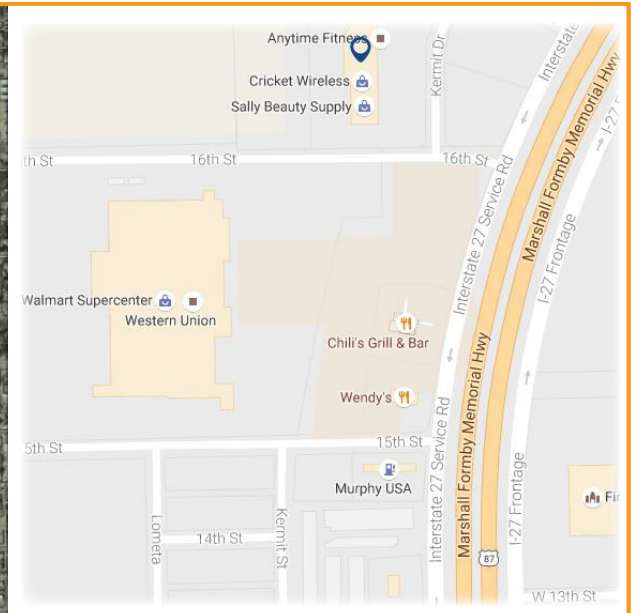 Anytime Fitness
Cricket Wireless
Sally Beauty Supply
Kermit Dr
Interstate
Marshall Formby Memorial Hwy
I-27 F
th St
16th St
16th St
Interstate 27 Service Rd
I-27 Frontage
Walmart Supercenter
Western Union
Chili's Grill & Bar
Wendy's
Marshall Formby Memorial Hwy
5th St
15th St
Murphy USA
Interstate 27 Service Rd
I-27 Frontage
Lometa
Kermit St
14th St
87
Fir
W 13th St